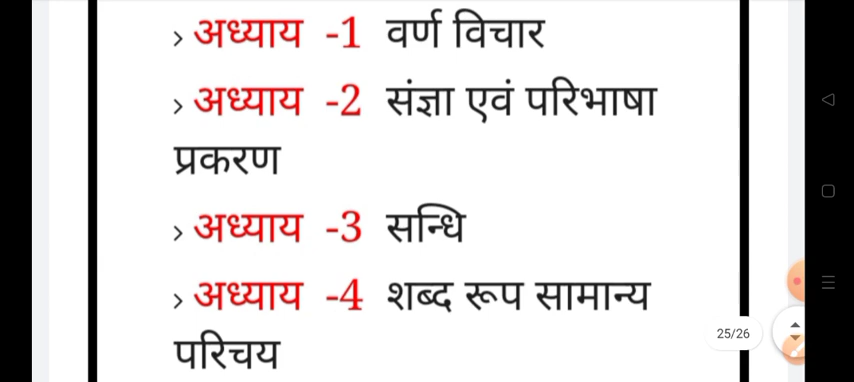 › अध्याय -1 वर्ण विचार
› अध्याय -2 संज्ञा एवं परिभाषा
प्रकरण
› अध्याय -3 सन्धि
› अध्याय -4 शब्द रूप सामान्य
परिचय
25/26